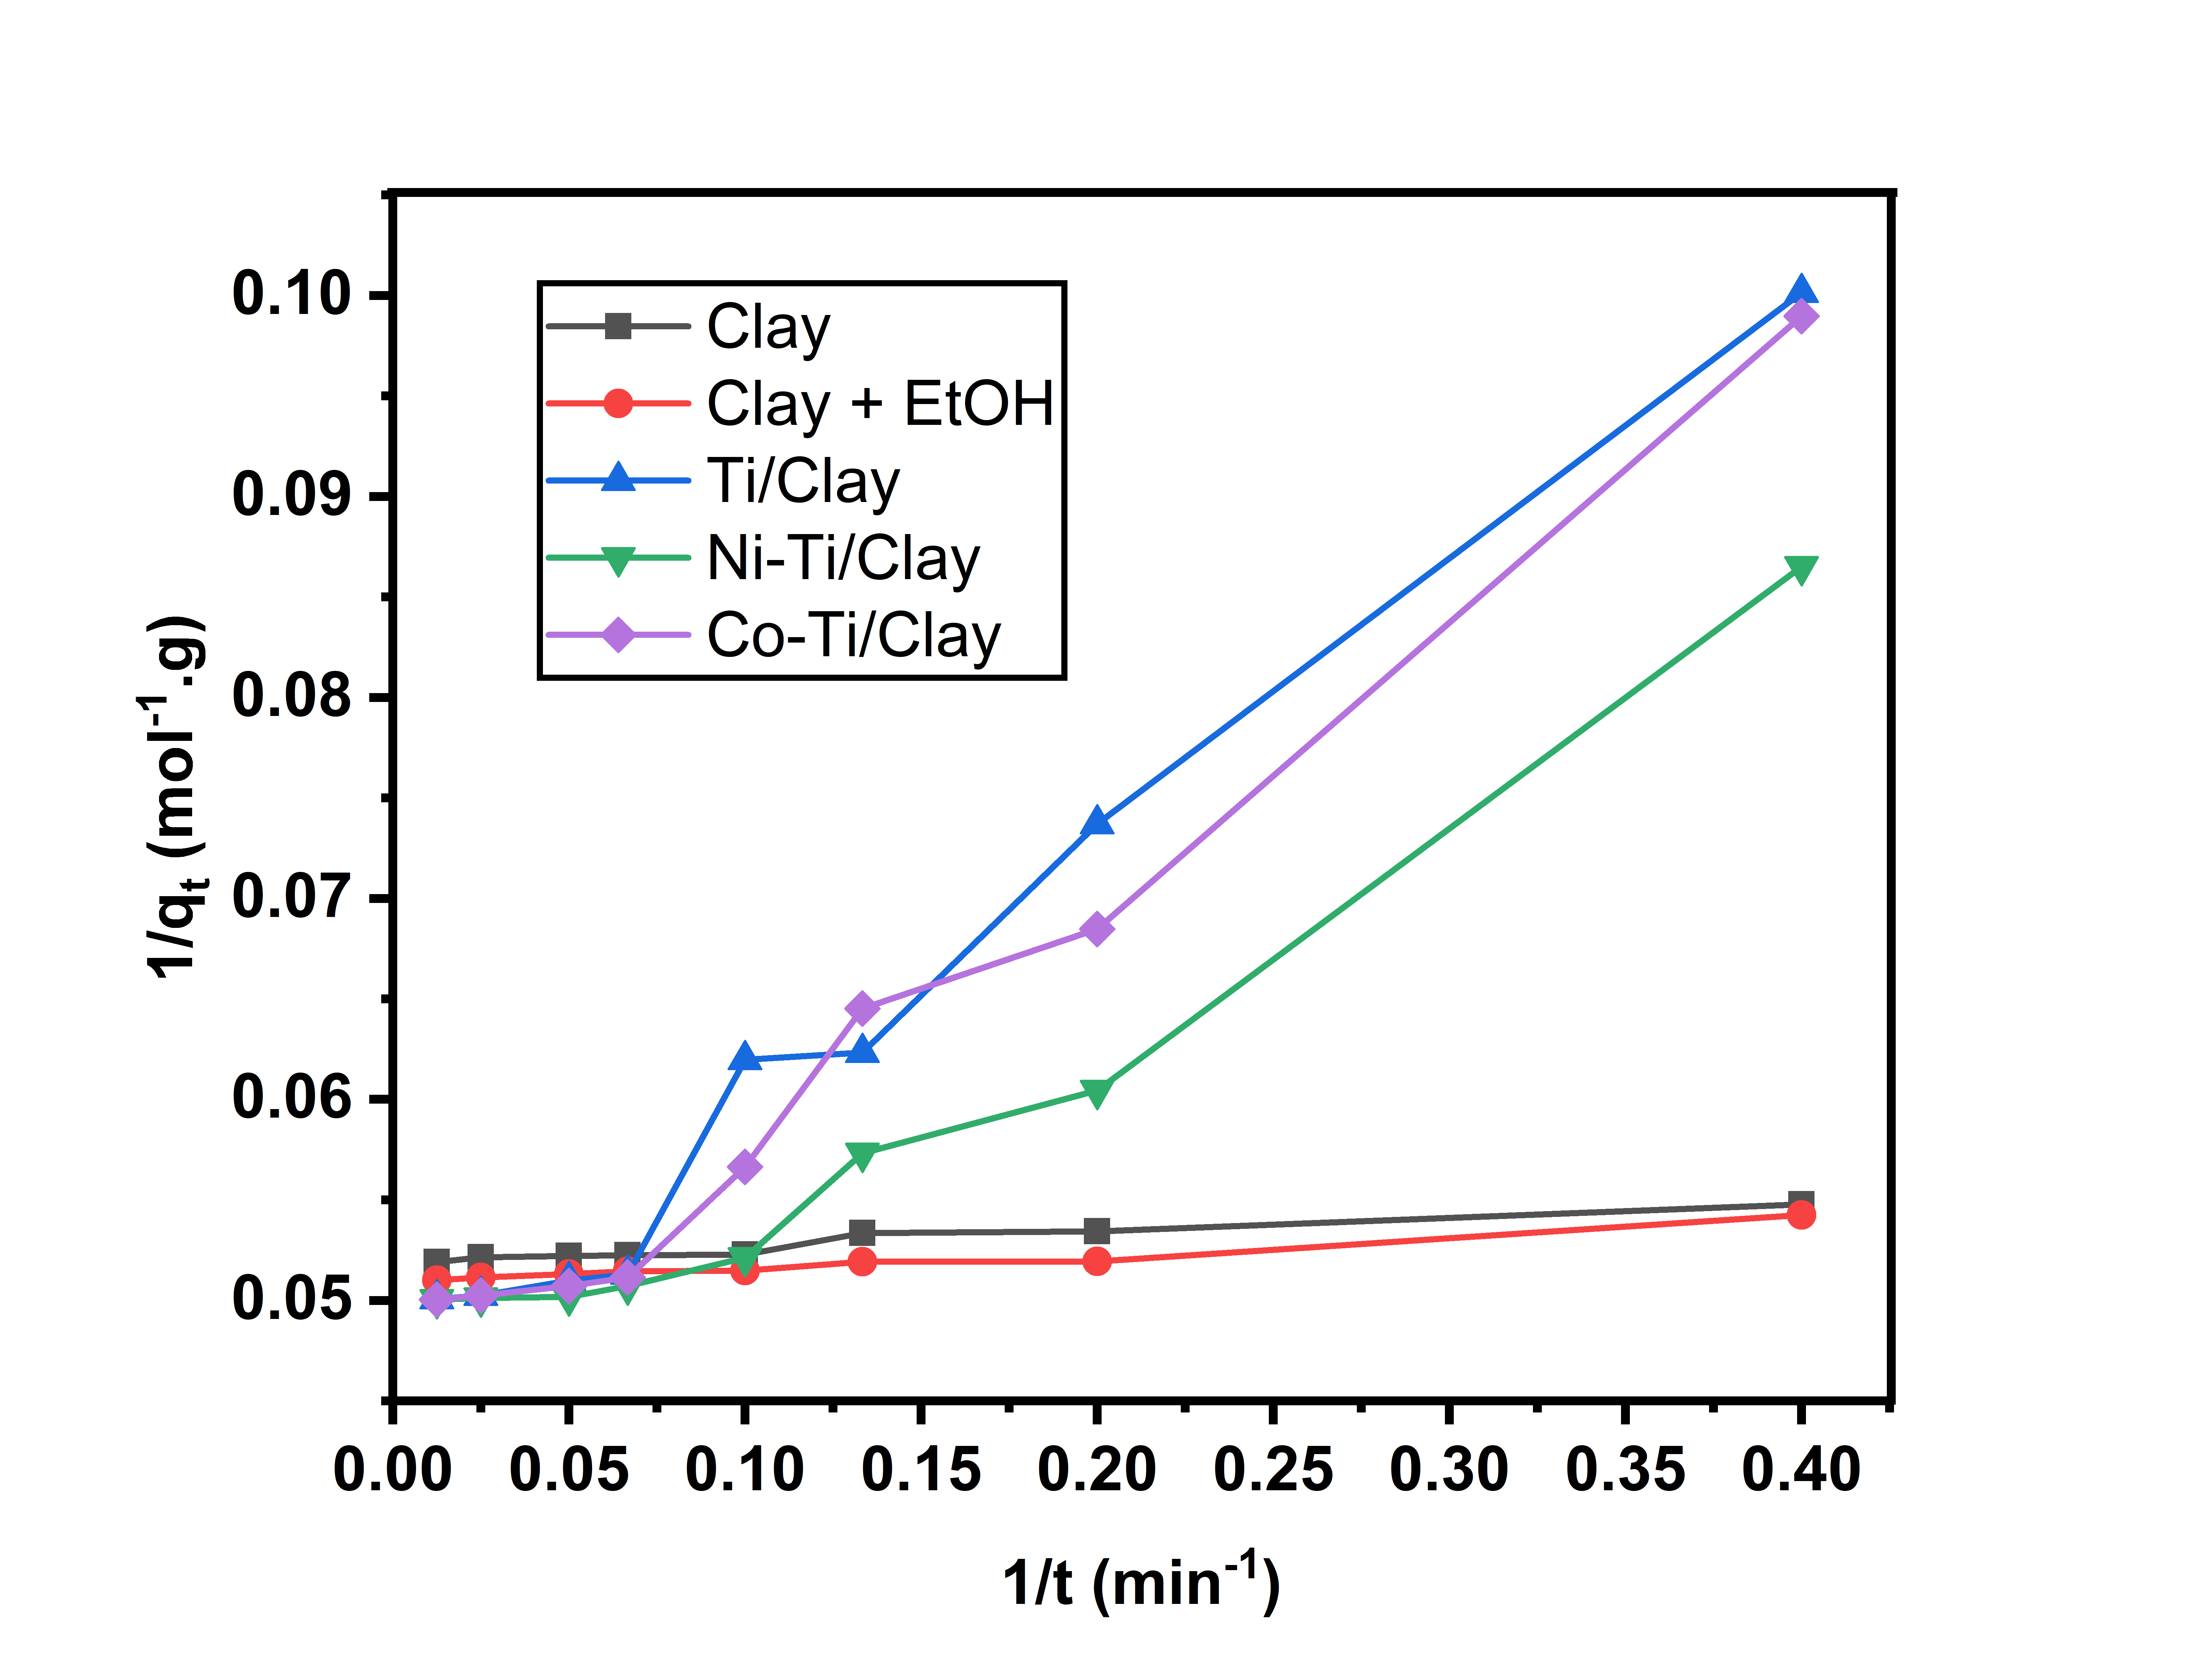 0.10
0.09
0.08
0.07
0.06
0.05
1/qt (mol-1.g)
Clay
Clay + EtOH
Ti/Clay
Ni-Ti/Clay
Co-Ti/Clay
0.00 0.05 0.10 0.15 0.20 0.25 0.30 0.35 0.40
1/t (min-1)